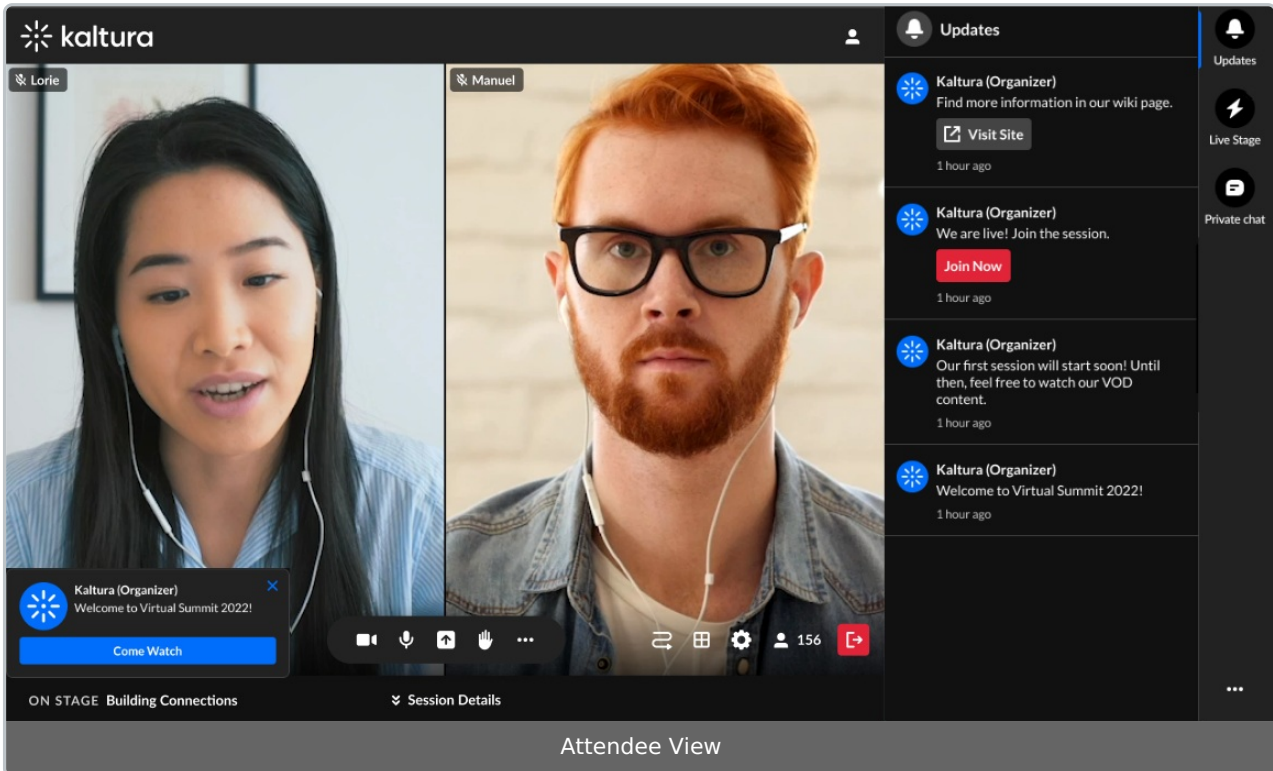 kaltura
Lorie
Manuel
Kaltura (Organizer)
Welcome to Virtual Summit 2022!
Come Watch
156
ON STAGE Building Connections
Session Details
Updates
Kaltura (Organizer)
Find more information in our wiki page.
Visit Site
1 hour ago
Kaltura (Organizer)
We are live! Join the session.
Join Now
1 hour ago
Kaltura (Organizer)
Our first session will start soon! Until
then, feel free to watch our VOD
content.
1 hour ago
Kaltura (Organizer)
Welcome to Virtual Summit 2022!
1 hour ago
Updates
Live Stage
Private chat
Attendee View